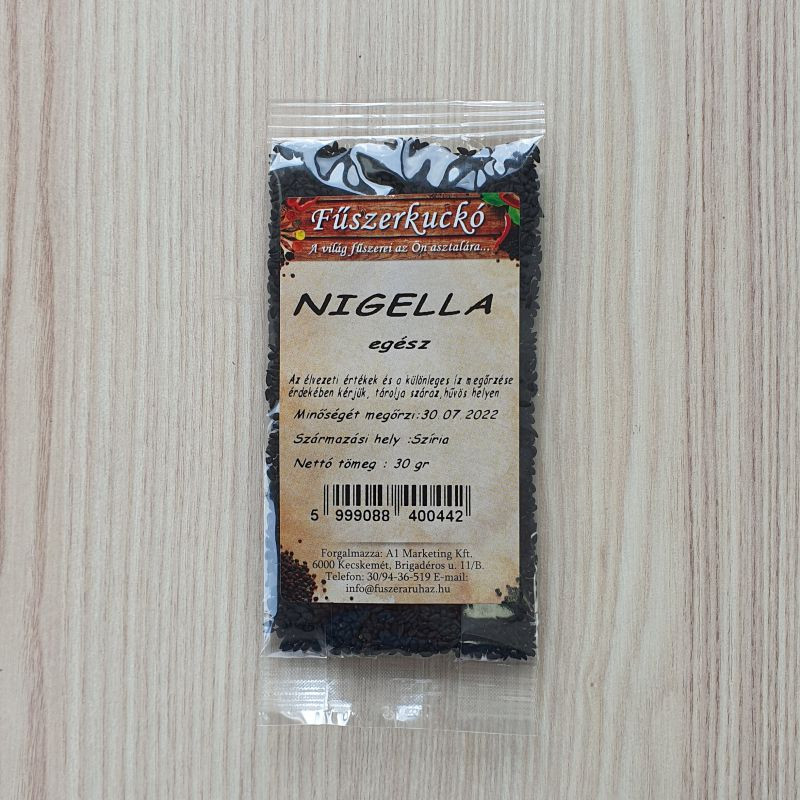 Fűszerkuckó
A világ fűszerei az Ön asztalára...
NIGELLA
egész
Az élvezeti értékek és a különleges íz megőrzése
érdekében kérjük, tárolja száraz,hűvös helyen
Minőségét megőrzi:30.07.2022
Származási hely :Szíria
Nettó tömeg : 30 gr
5 999088 400442
Forgalmazza: A1 Marketing Kft.
6000 Kecskemét, Brigadéros u. 11/B.
Telefon: 30/94-36-519 E-mail:
info@fuszeraruhaz.hu